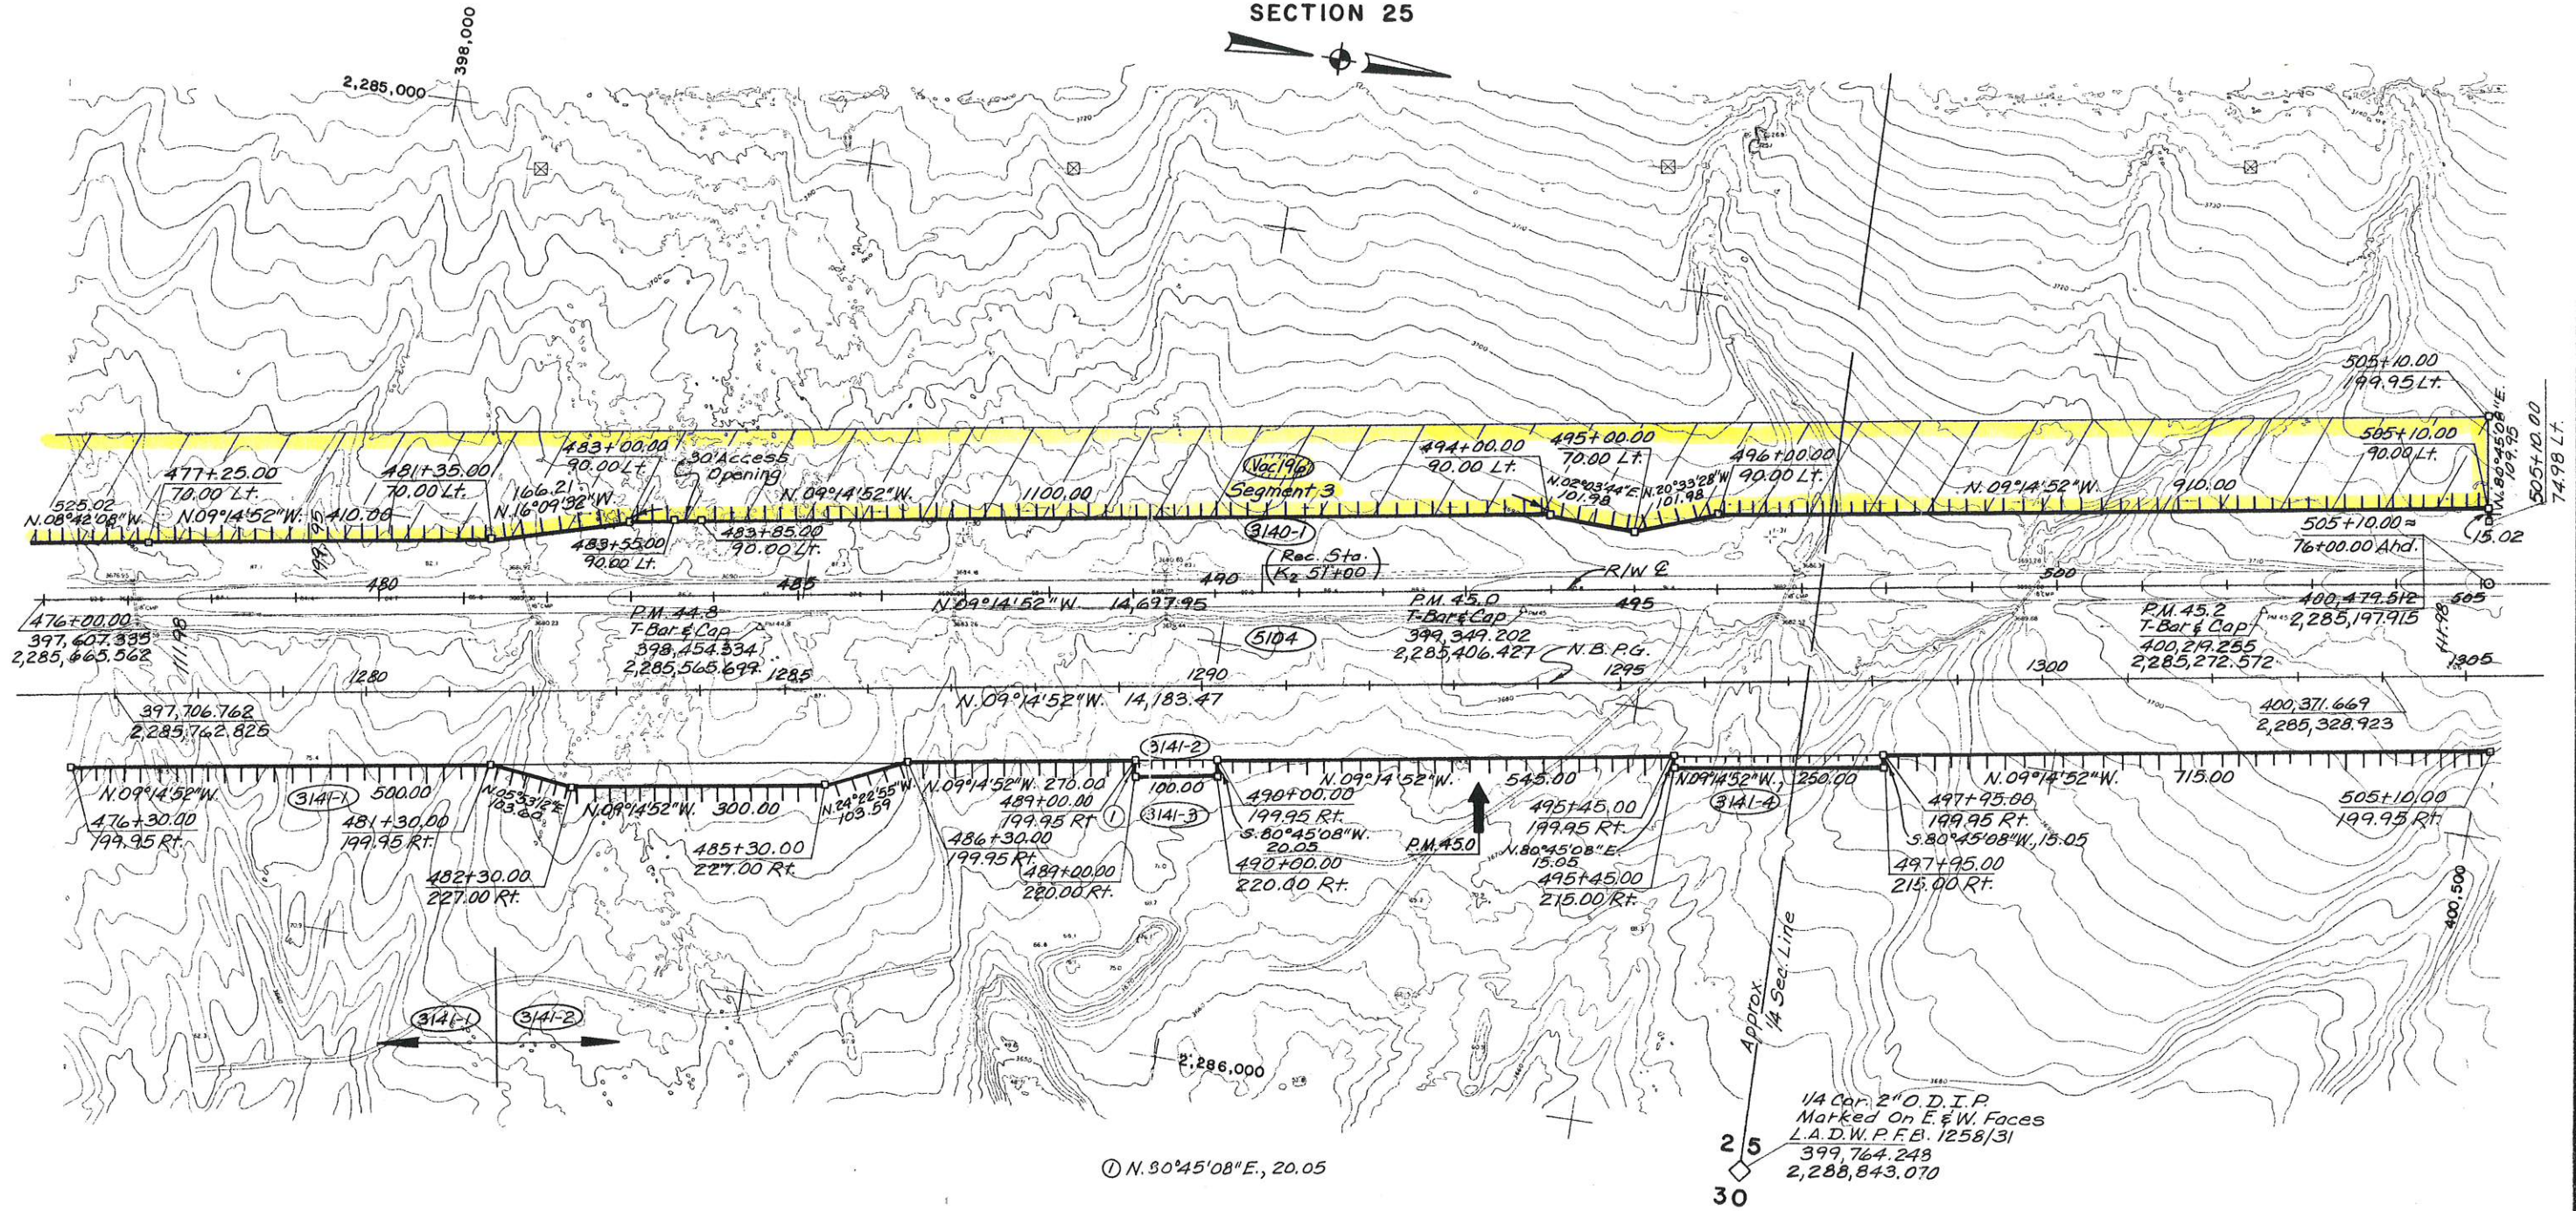 SECTION 25
398,000
2,285,000
505+10.00
199.95 Lt.
N.80°45'08"E.
109.95
505+10.00
74.98 Lt.
505+10.00
90.00 Lt.
15.02
505+10.00 =
76+00.00 Ahd.
483+00.00
90.00 Lt.
30' Access
Opening
477+25.00
70.00 Lt.
481+35.00
70.00 Lt.
166.21
N.16°09'32"W.
525.02
N.08°42'08"W.
N.09°14'52"W. 410.00
199.95
483+55.00
90.00 Lt.
483+85.00
90.00 Lt.
N.09°14'52"W.
1100.00
Segment 3
494+00.00
90.00 Lt.
495+00.00
70.00 Lt.
496+00.00
90.00 Lt.
N.02°03'44"E.
101.98
N.20°33'28"W
101.98
N.09°14'52"W.
910.00
3140-1
(Rec. Sta.
K2 51+00)
480
485
490
R/W ℄
495
500
505
476+00.00
397,607.335
2,285,665.562
111.98
P.M. 44.8
T-Bar & Cap
398,454.334
2,285,565.699
N.09°14'52"W. 14,697.95
5104
P.M. 45.0
T-Bar & Cap
399,349.202
2,285,406.427
N.B.P.G.
P.M. 45.2
T-Bar & Cap
400,219.255
2,285,272.572
400,479.512
2,285,197.915
111.98
1280
1285
1290
1295
1300
1305
N.09°14'52"W. 14,183.47
397,706.762
2,285,762.825
400,371.669
2,285,328.923
N.09°14'52"W.
3141-1
500.00
476+30.00
199.95 Rt.
481+30.00
199.95 Rt.
N.05°33'12"E
103.60
482+30.00
227.00 Rt.
N.09°14'52"W. 300.00
485+30.00
227.00 Rt.
N.24°22'55"W.
103.59
N.09°14'52"W. 270.00
486+30.00
199.95 Rt.
489+00.00
199.95 Rt. ①
489+00.00
220.00 Rt.
3141-2
100.00
3141-3
490+00.00
199.95 Rt.
S.80°45'08"W.
20.05
490+00.00
220.00 Rt.
N.09°14'52"W.
545.00
P.M. 45.0
495+45.00
199.95 Rt.
N.80°45'08"E.
15.05
495+45.00
215.00 Rt.
N.09°14'52"W., 250.00
3141-4
497+95.00
199.95 Rt.
S.80°45'08"W., 15.05
497+95.00
215.00 Rt.
N.09°14'52"W.
715.00
505+10.00
199.95 Rt.
400,500
3141-1
3141-2
2,286,000
Approx.
1/4 Sec. Line
1/4 Cor. 2" O.D.I.P.
Marked On E. & W. Faces
L.A.D.W.P. F.B. 1258/31
399,764.248
2,288,843.070
25
30
① N.80°45'08"E., 20.05